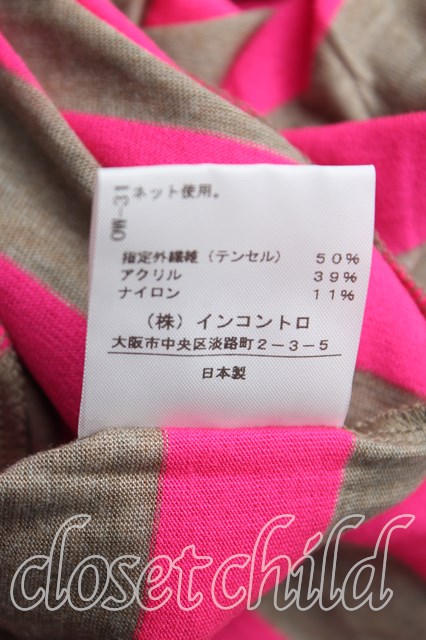 ネット使用。
MO-31
指定外繊維(テンセル) 50%
アクリル 39%
ナイロン 11%
(株)インコントロ
大阪市中央区淡路町2-3-5
日本製
closetchild